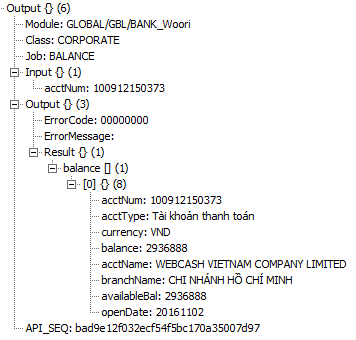 Output {} (6)
Module: GLOBAL/GBL/BANK_Woori
Class: CORPORATE
Job: BALANCE
Input {} (1)
acctNum: 100912150373
Output {} (3)
ErrorCode: 00000000
ErrorMessage:
Result {} (1)
balance [] (1)
[0] {} (8)
acctNum: 100912150373
acctType: Tài khoản thanh toán
currency: VND
balance: 2936888
acctName: WEBCASH VIETNAM COMPANY LIMITED
branchName: CHI NHÁNH HỒ CHÍ MINH
availableBal: 2936888
openDate: 20161102
API_SEQ: bad9e12f032ecf54f5bc170a35007d97